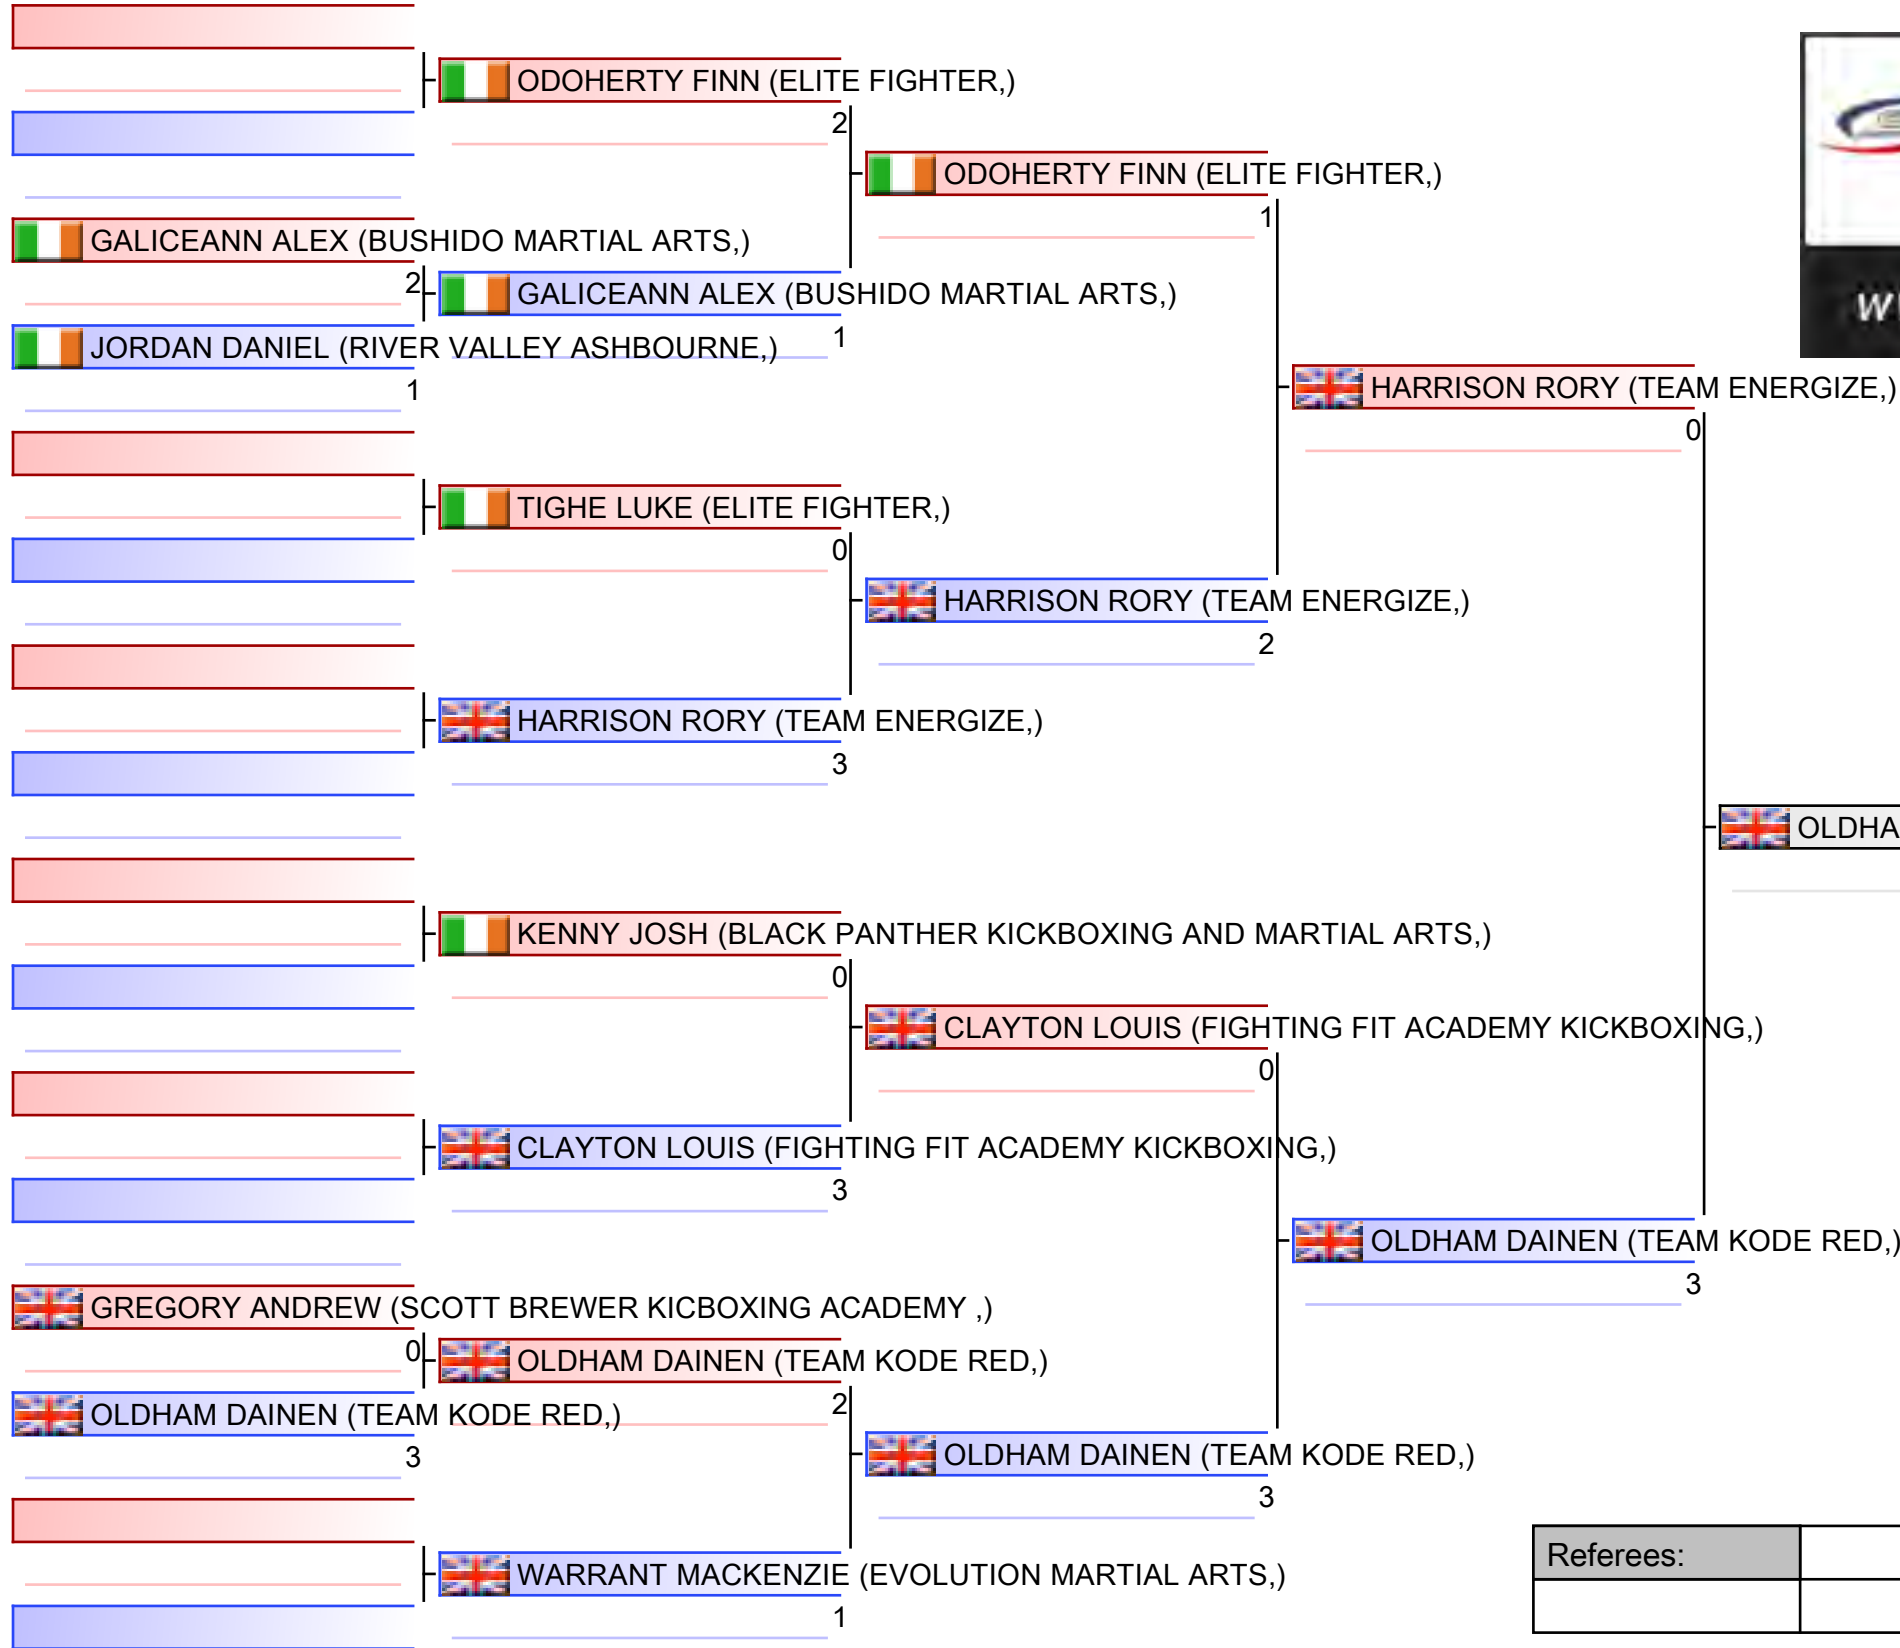 ODOHERTY FINN (ELITE FIGHTER,)
2
ODOHERTY FINN (ELITE FIGHTER,)
1
GALICEANN ALEX (BUSHIDO MARTIAL ARTS,)
2
GALICEANN ALEX (BUSHIDO MARTIAL ARTS,)
1
JORDAN DANIEL (RIVER VALLEY ASHBOURNE,)
1
HARRISON RORY (TEAM ENERGIZE,)
0
TIGHE LUKE (ELITE FIGHTER,)
0
HARRISON RORY (TEAM ENERGIZE,)
2
HARRISON RORY (TEAM ENERGIZE,)
3
OLDHA
KENNY JOSH (BLACK PANTHER KICKBOXING AND MARTIAL ARTS,)
0
CLAYTON LOUIS (FIGHTING FIT ACADEMY KICKBOXING,)
0
CLAYTON LOUIS (FIGHTING FIT ACADEMY KICKBOXING,)
3
OLDHAM DAINEN (TEAM KODE RED,)
3
GREGORY ANDREW (SCOTT BREWER KICBOXING ACADEMY ,)
0
OLDHAM DAINEN (TEAM KODE RED,)
2
OLDHAM DAINEN (TEAM KODE RED,)
3
OLDHAM DAINEN (TEAM KODE RED,)
3
WARRANT MACKENZIE (EVOLUTION MARTIAL ARTS,)
1
Referees: